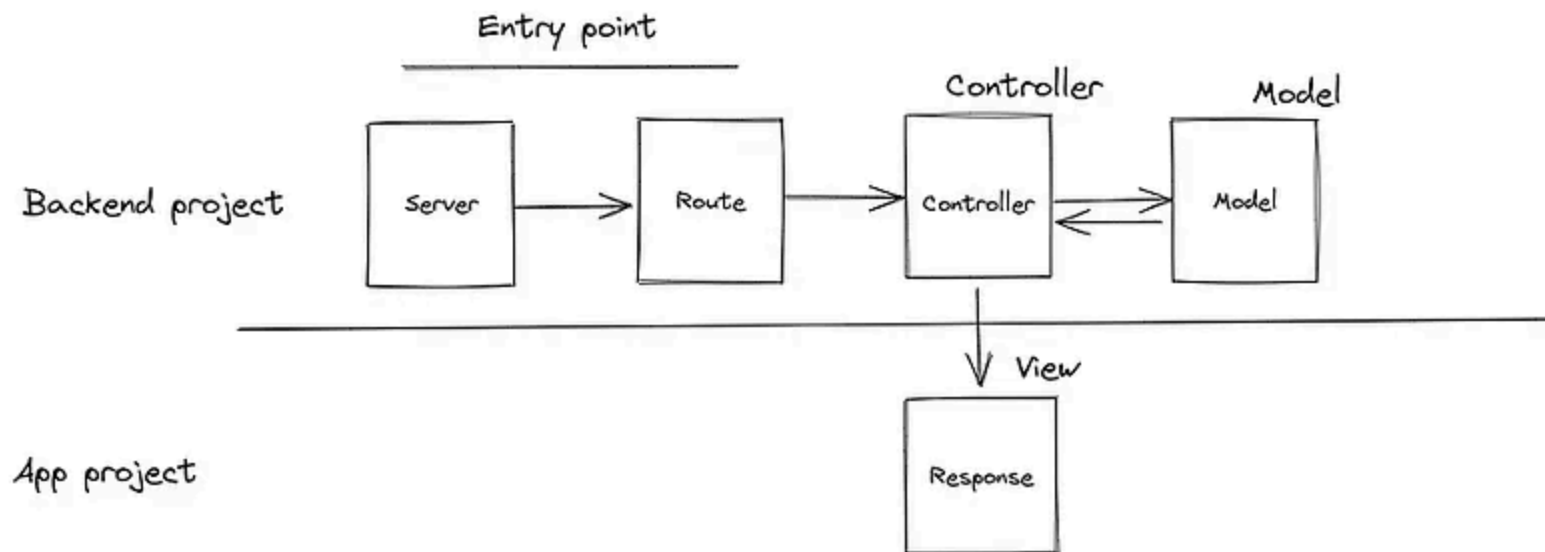 Entry point
Controller
Model
Backend project
Server
Route
Controller
Model
View
App project
Response